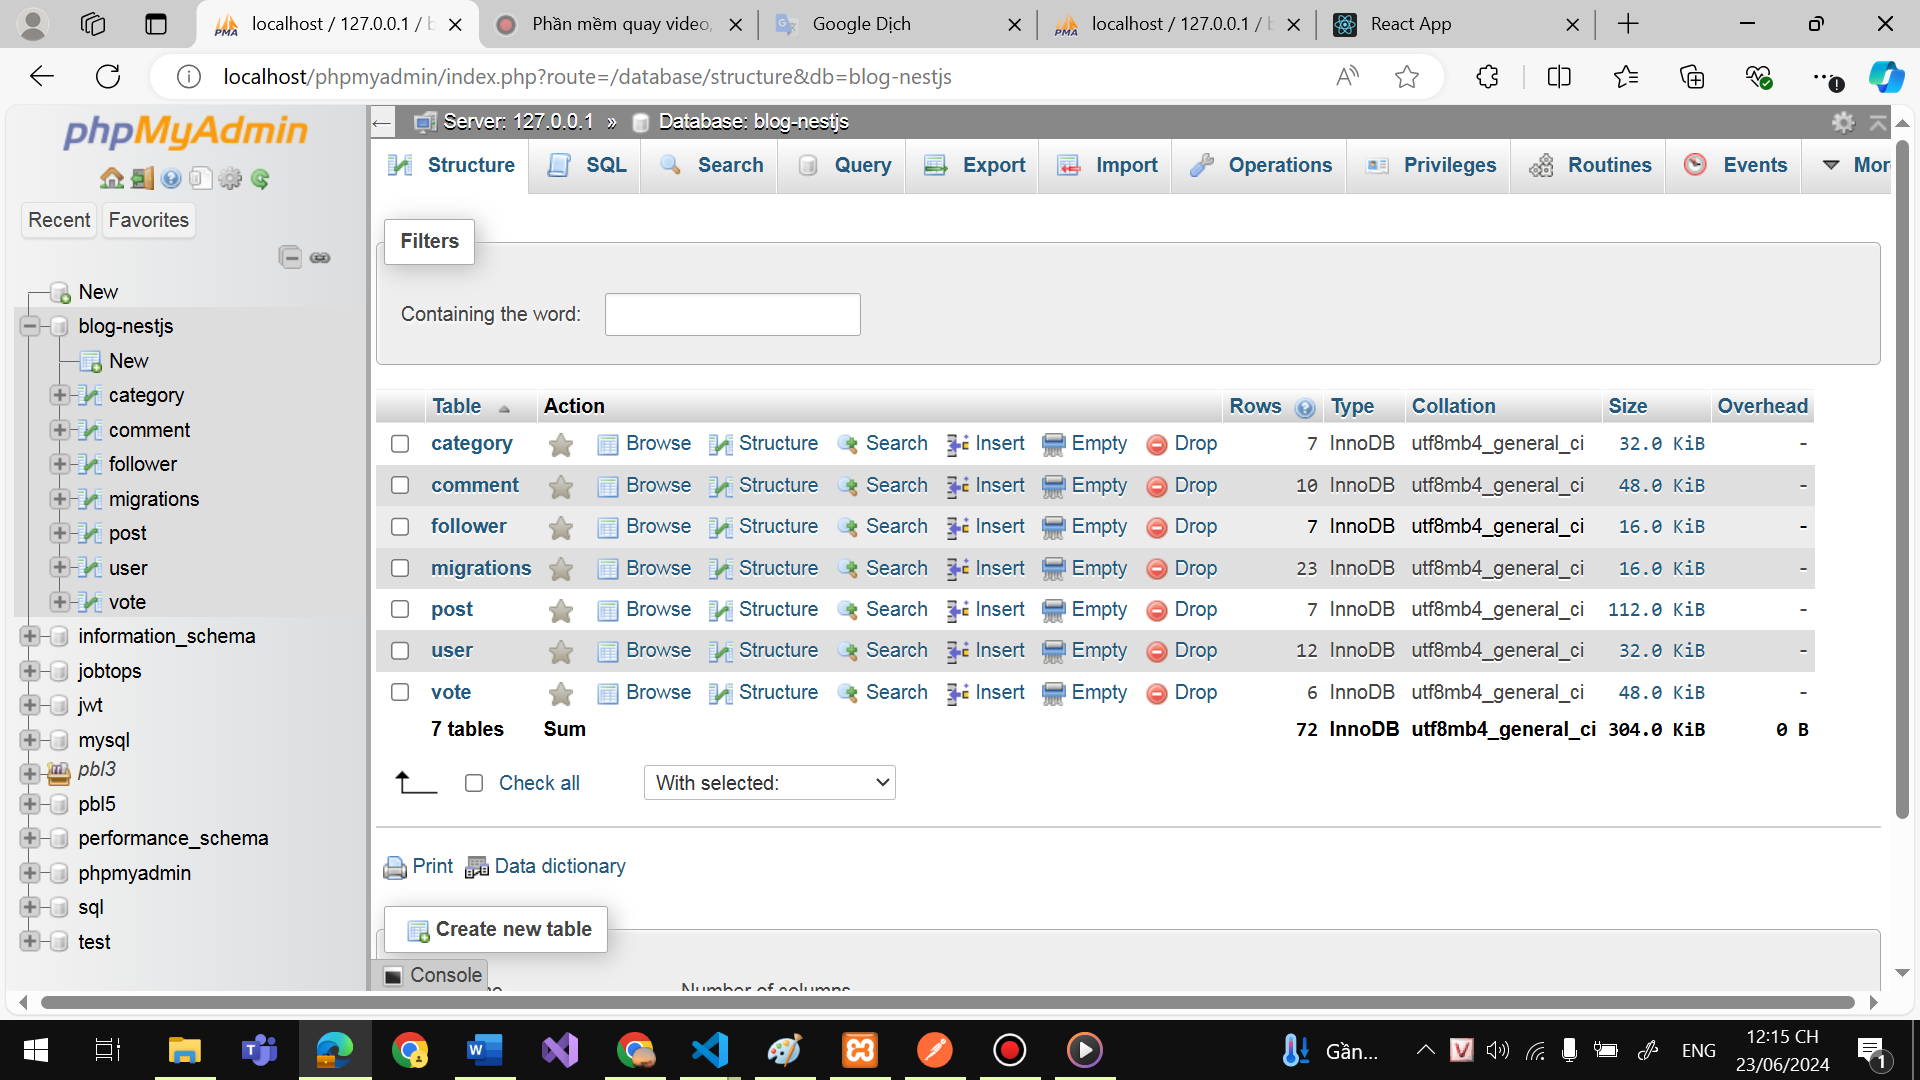 localhost / 127.0.0.1 / b
Phần mềm quay video,
Google Dịch
localhost / 127.0.0.1 / b
React App
localhost/phpmyadmin/index.php?route=/database/structure&db=blog-nestjs
phpMyAdmin
Recent
Favorites
New
blog-nestjs
New
category
comment
follower
migrations
post
user
vote
information_schema
jobtops
jwt
mysql
pbl3
pbl5
performance_schema
phpmyadmin
sql
test
Server: 127.0.0.1 » Database: blog-nestjs
Structure SQL Search Query Export Import Operations Privileges Routines Events Mor
Filters
Containing the word:
Table Action Rows Type Collation Size Overhead
category Browse Structure Search Insert Empty Drop 7 InnoDB utf8mb4_general_ci 32.0 KiB -
comment Browse Structure Search Insert Empty Drop 10 InnoDB utf8mb4_general_ci 48.0 KiB -
follower Browse Structure Search Insert Empty Drop 7 InnoDB utf8mb4_general_ci 16.0 KiB -
migrations Browse Structure Search Insert Empty Drop 23 InnoDB utf8mb4_general_ci 16.0 KiB -
post Browse Structure Search Insert Empty Drop 7 InnoDB utf8mb4_general_ci 112.0 KiB -
user Browse Structure Search Insert Empty Drop 12 InnoDB utf8mb4_general_ci 32.0 KiB -
vote Browse Structure Search Insert Empty Drop 6 InnoDB utf8mb4_general_ci 48.0 KiB -
7 tables Sum 72 InnoDB utf8mb4_general_ci 304.0 KiB 0 B
Check all
With selected:
Print Data dictionary
Create new table
Number of columns
Console
Gần...
ENG
12:15 CH
23/06/2024
1